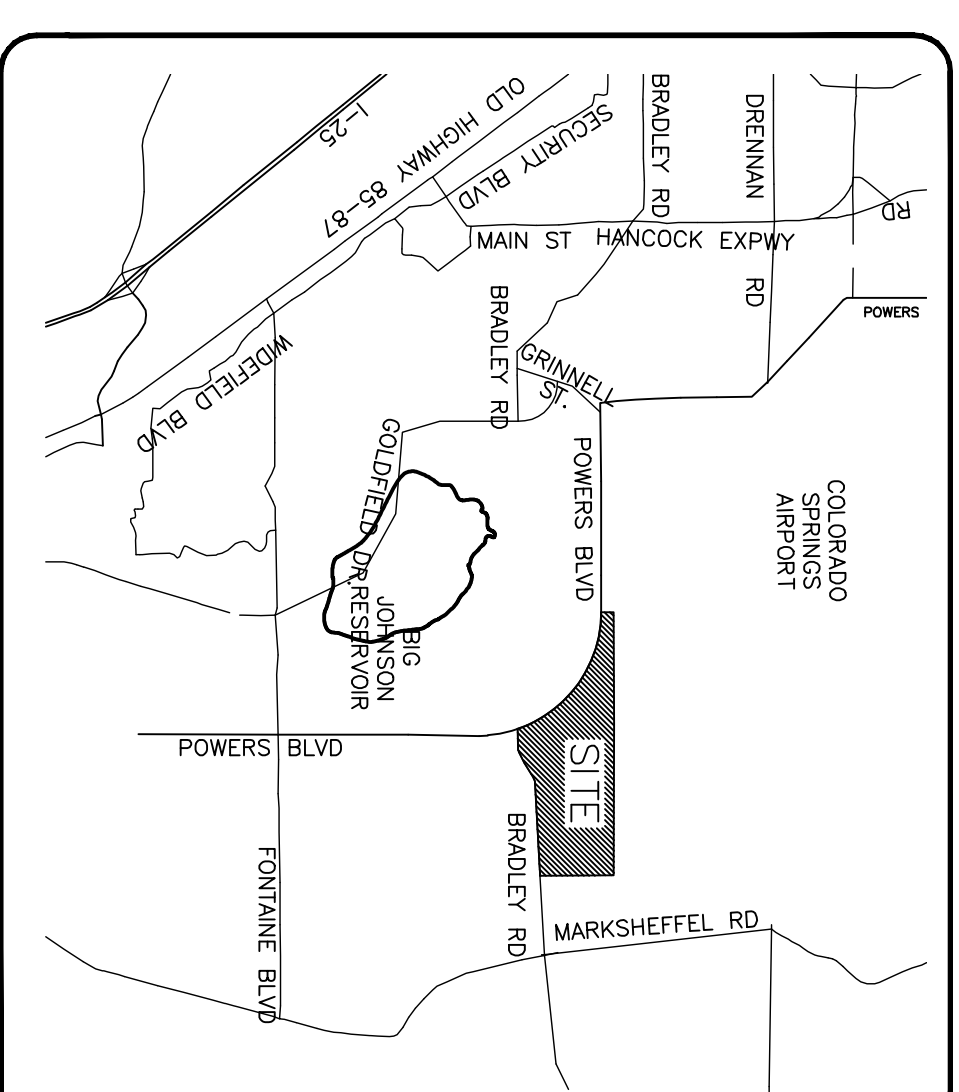 I-25
OLD HIGHWAY 85-87
SECURITY BLVD
BRADLEY RD
DRENNAN
RD
RD
MAIN ST
HANCOCK EXPWY
POWERS
BRADLEY RD
GRINNELL
ST.
WIDEFIELD BLVD
GOLDFIELD DR.
POWERS BLVD
COLORADO
SPRINGS
AIRPORT
BIG
JOHNSON
RESERVOIR
POWERS BLVD
SITE
BRADLEY RD
FONTAINE BLVD
MARKSHEFFEL RD